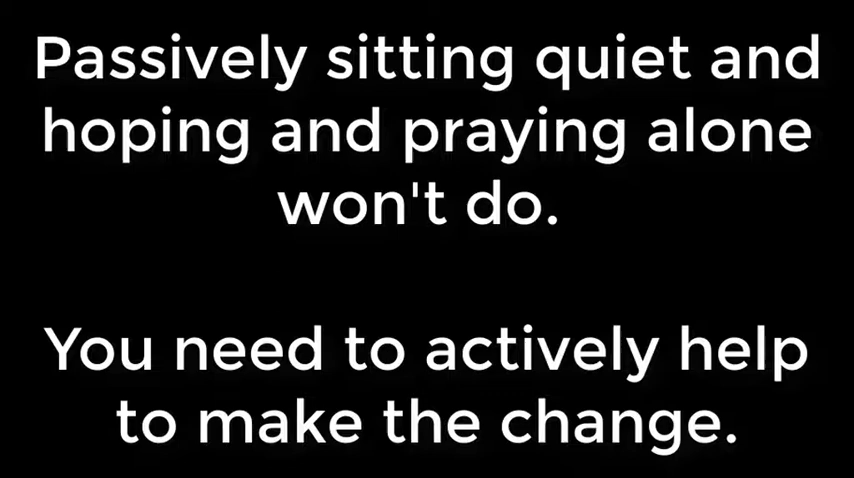 Passively sitting quiet and
hoping and praying alone
won't do.
You need to actively help
to make the change.